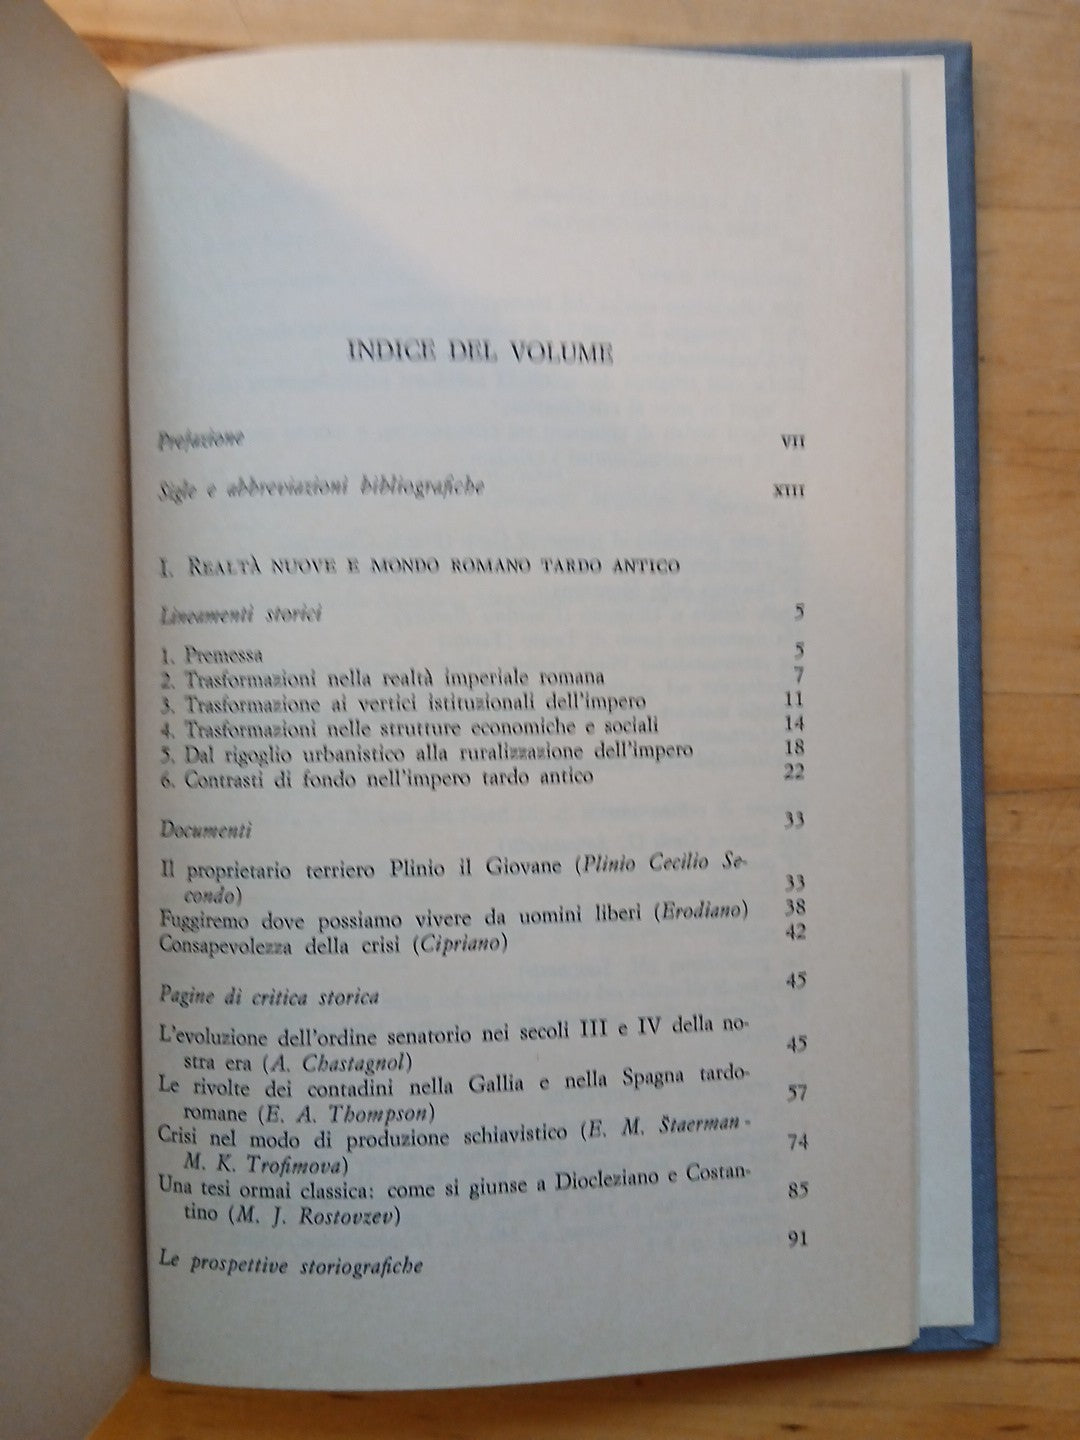 INDICE DEL VOLUME
Prefazione VII
Sigle e abbreviazioni bibliografiche XIII
I. REALTÀ NUOVE E MONDO ROMANO TARDO ANTICO
Lineamenti storici 5
1. Premessa 5
2. Trasformazioni nella realtà imperiale romana 7
3. Trasformazione ai vertici istituzionali dell'impero 11
4. Trasformazioni nelle strutture economiche e sociali 14
5. Dal rigoglio urbanistico alla ruralizzazione dell'impero 18
6. Contrasti di fondo nell'impero tardo antico 22
Documenti 33
Il proprietario terriero Plinio il Giovane (Plinio Cecilio Se-
condo) 33
Fuggiremo dove possiamo vivere da uomini liberi (Erodiano) 38
Consapevolezza della crisi (Cipriano) 42
Pagine di critica storica 45
L'evoluzione dell'ordine senatorio nei secoli III e IV della no-
stra era (A. Chastagnol) 45
Le rivolte dei contadini nella Gallia e nella Spagna tardo-
romane (E. A. Thompson) 57
Crisi nel modo di produzione schiavistico (E. M. Štaerman -
M. K. Trofimova) 74
Una tesi ormai classica: come si giunse a Diocleziano e Costan-
tino (M. J. Rostovzev) 85
Le prospettive storiografiche 91